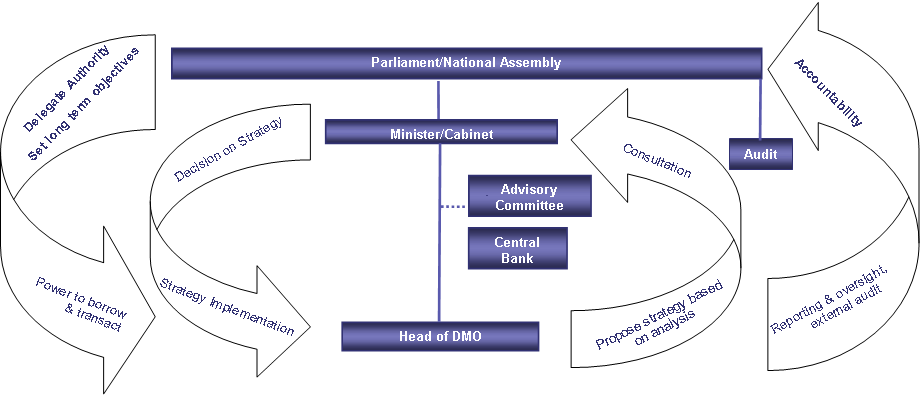 Delegate Authority
Set long term objectives
Parliament/National Assembly
Accountability
Decision on Strategy
Minister/Cabinet
Consultation
Audit
Advisory
Committee
Central
Bank
Power to borrow
& transact
Strategy Implementation
Head of DMO
Propose strategy based
on analysis
Reporting & oversight,
external audit